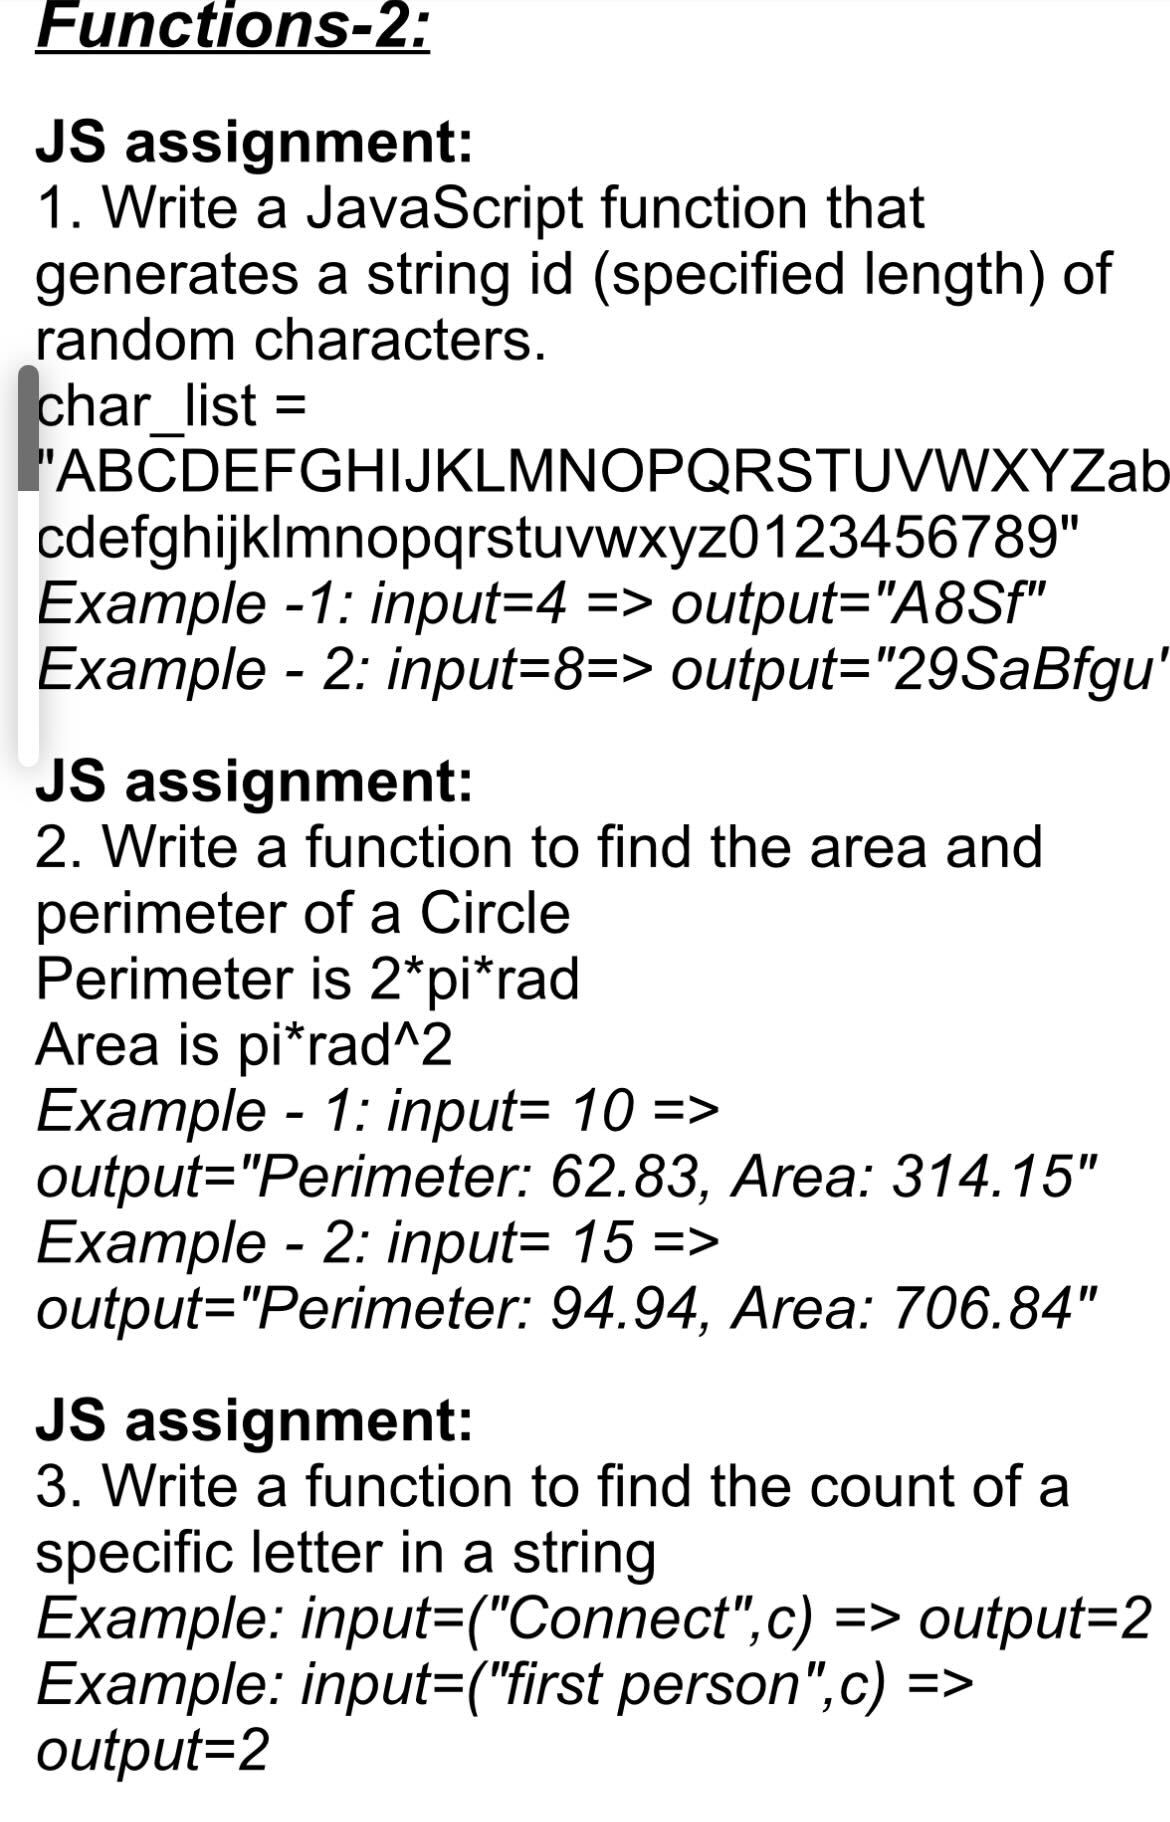 Functions-2:
JS assignment:
1. Write a JavaScript function that
generates a string id (specified length) of
random characters.
char_list =
"ABCDEFGHIJKLMNOPQRSTUVWXYZab
cdefghijklmnopqrstuvwxyz0123456789"
Example -1: input=4 => output="A8Sf"
Example - 2: input=8=> output="29SaBfgu"
JS assignment:
2. Write a function to find the area and
perimeter of a Circle
Perimeter is 2*pi*rad
Area is pi*rad^2
Example - 1: input= 10 =>
output="Perimeter: 62.83, Area: 314.15"
Example - 2: input= 15 =>
output="Perimeter: 94.94, Area: 706.84"
JS assignment:
3. Write a function to find the count of a
specific letter in a string
Example: input=("Connect",c) => output=2
Example: input=("first person",c) =>
output=2